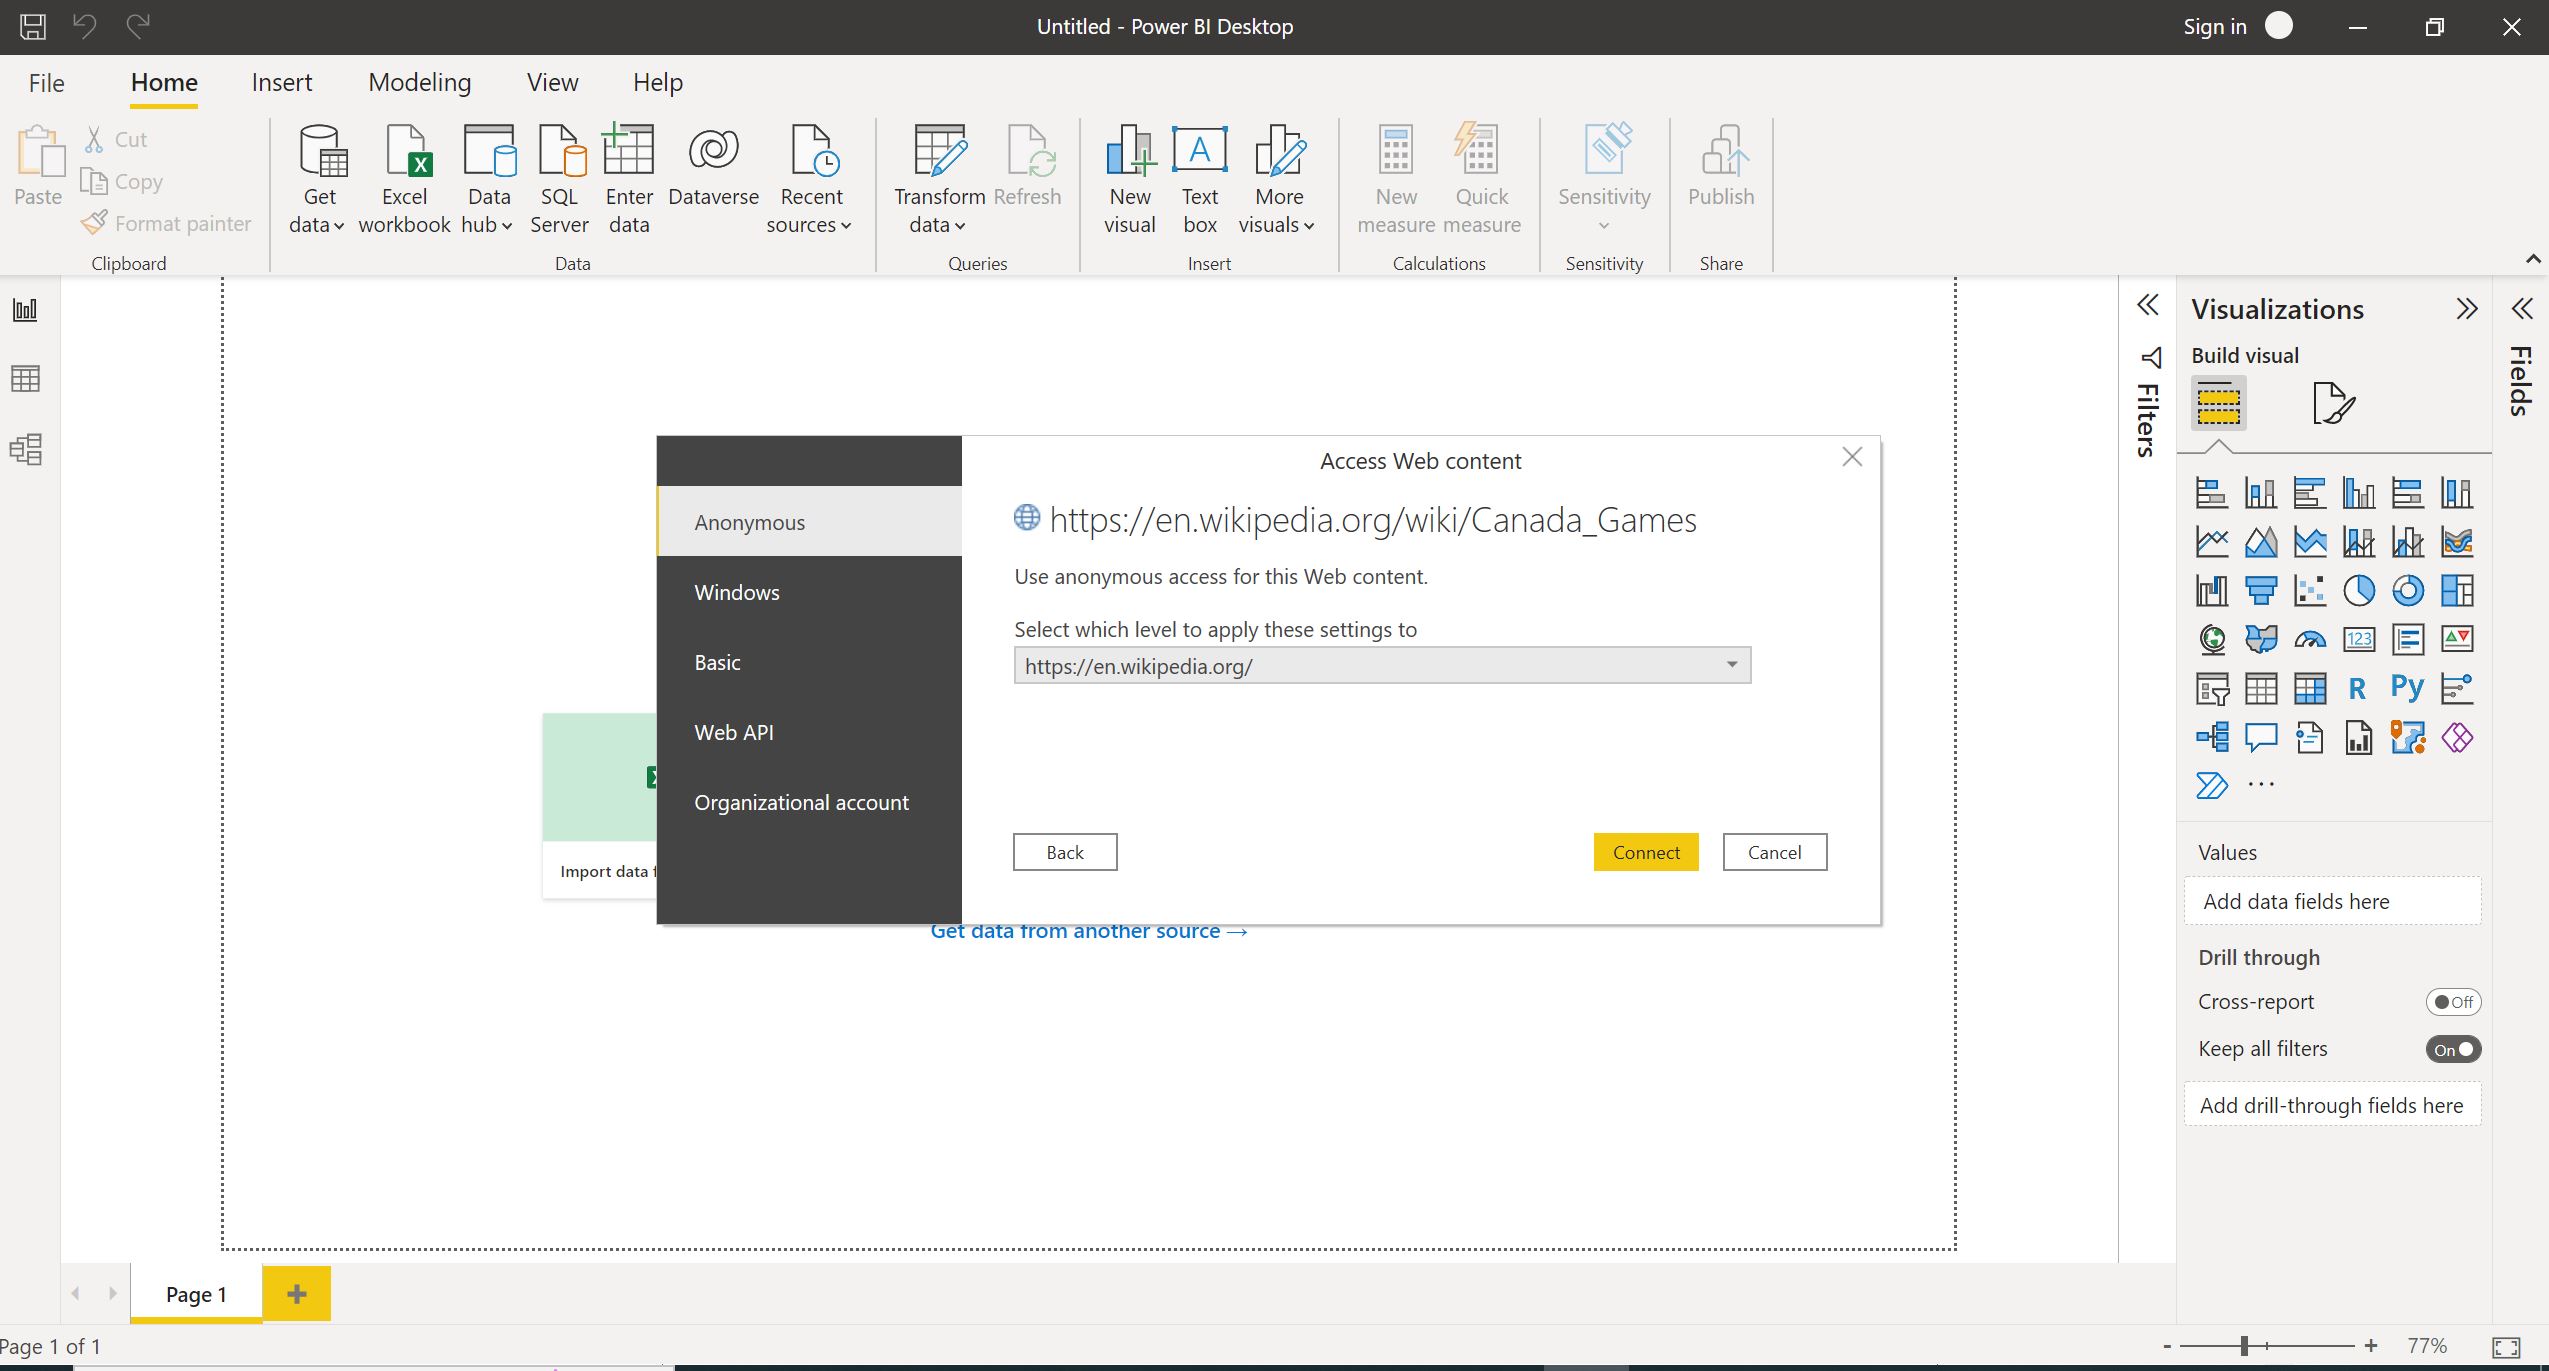 Untitled - Power BI Desktop
Sign in
File
Home
Insert
Modeling
View
Help
Paste
Cut
Copy
Format painter
Clipboard
Get
data
Excel
workbook
Data
hub
SQL
Server
Enter
data
Dataverse
Recent
sources
Data
Transform
data
Refresh
Queries
New
visual
A
Text
box
More
visuals
Insert
New
measure
Quick
measure
Calculations
Sensitivity
Sensitivity
Publish
Share
Access Web content
https://en.wikipedia.org/wiki/Canada_Games
Use anonymous access for this Web content.
Select which level to apply these settings to
https://en.wikipedia.org/
Anonymous
Windows
Basic
Web API
Organizational account
Back
Connect
Cancel
Import data f
Get data from another source →
Filters
Visualizations
Build visual
123
R
Py
...
Values
Add data fields here
Drill through
Cross-report
Off
Keep all filters
On
Add drill-through fields here
Fields
Page 1
+
Page 1 of 1
- + 77%